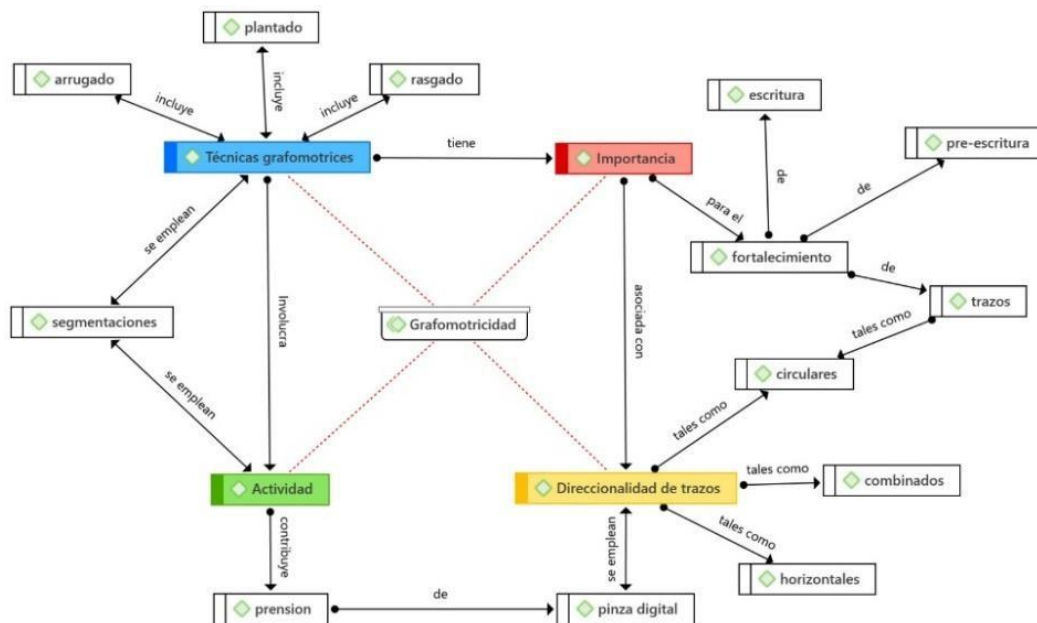 plantado
arrugado
rasgado
incluye
incluye
incluye
escritura
pre-escritura
Técnicas grafomotrices
tiene
Importancia
de
de
para el
se emplean
fortalecimiento
de
trazos
Involucra
asociada con
segmentaciones
Grafomotricidad
tales como
circulares
se emplean
tales como
Actividad
Direccionalidad de trazos
tales como
combinados
contribuye
se emplean
tales como
horizontales
prension
de
pinza digital